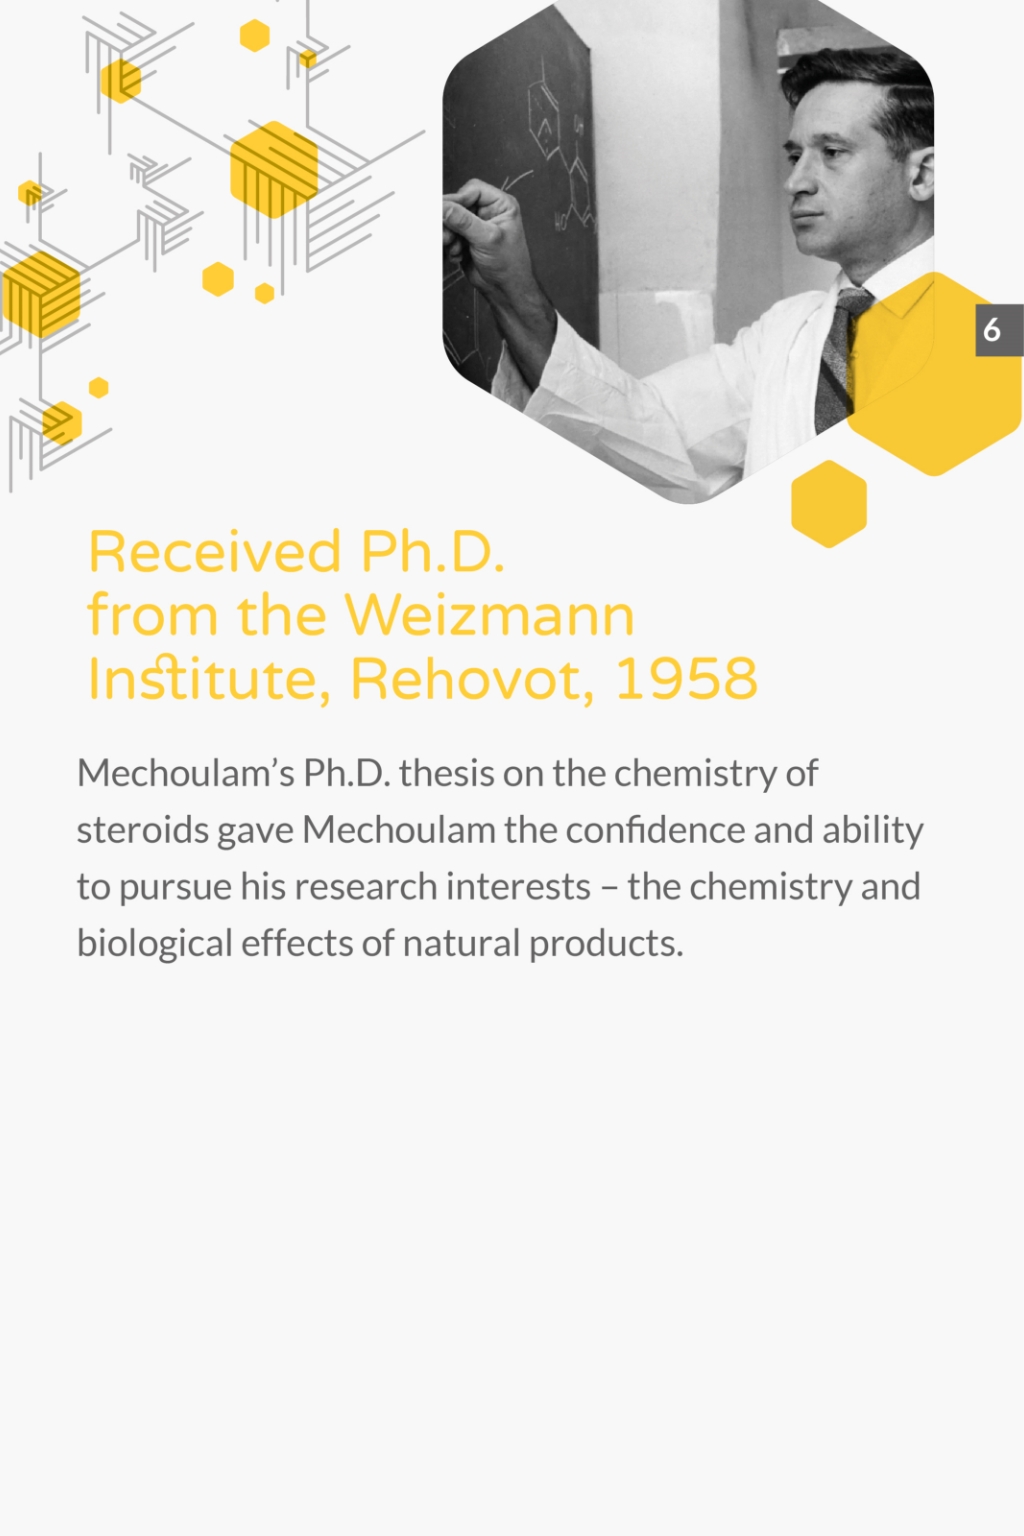 6
Received Ph.D.
from the Weizmann
Institute, Rehovot, 1958
Mechoulam’s Ph.D. thesis on the chemistry of
steroids gave Mechoulam the confidence and ability
to pursue his research interests – the chemistry and
biological effects of natural products.